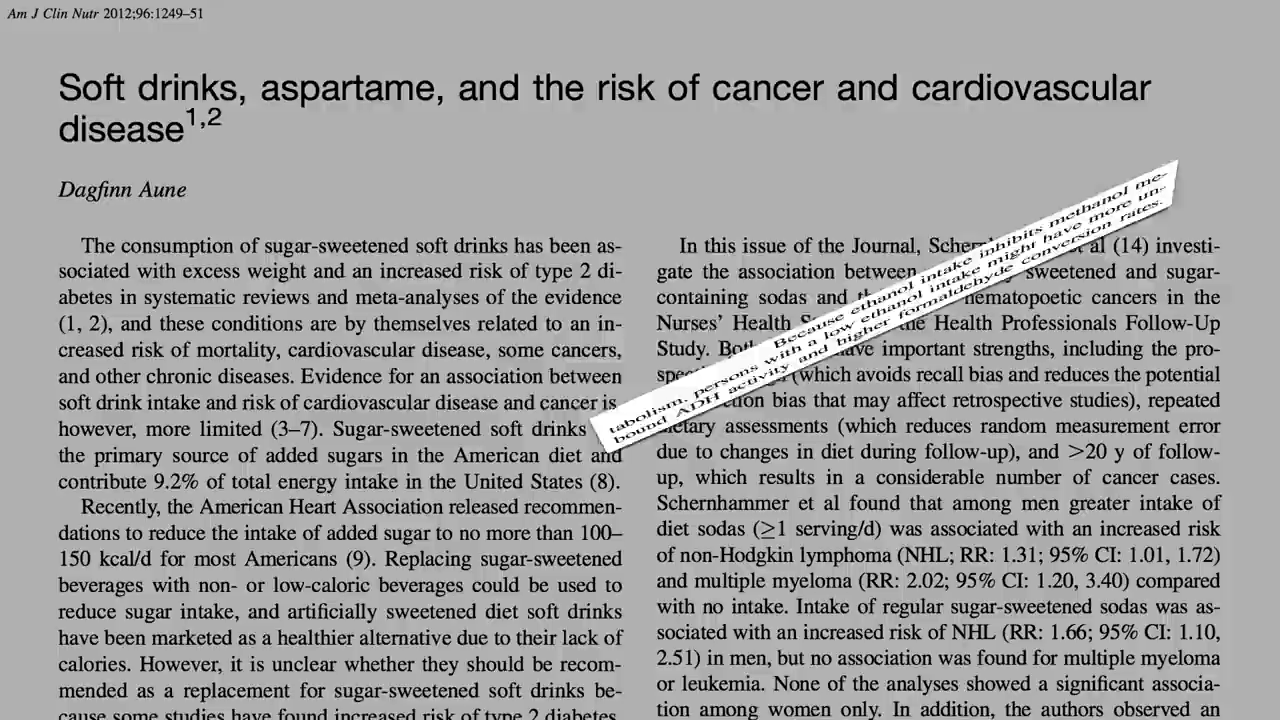 Am J Clin Nutr 2012;96:1249–51
Soft drinks, aspartame, and the risk of cancer and cardiovascular
disease1,2
Dagfinn Aune
The consumption of sugar-sweetened soft drinks has been as-
sociated with excess weight and an increased risk of type 2 di-
abetes in systematic reviews and meta-analyses of the evidence
(1, 2), and these conditions are by themselves related to an in-
creased risk of mortality, cardiovascular disease, some cancers,
and other chronic diseases. Evidence for an association between
soft drink intake and risk of cardiovascular disease and cancer is,
however, more limited (3–7). Sugar-sweetened soft drinks
the primary source of added sugars in the American diet and
contribute 9.2% of total energy intake in the United States (8).
Recently, the American Heart Association released recommen-
dations to reduce the intake of added sugar to no more than 100–
150 kcal/d for most Americans (9). Replacing sugar-sweetened
beverages with non- or low-caloric beverages could be used to
reduce sugar intake, and artificially sweetened diet soft drinks
have been marketed as a healthier alternative due to their lack of
calories. However, it is unclear whether they should be recom-
mended as a replacement for sugar-sweetened soft drinks be-
cause some studies have found increased risk of type 2 diabetes,
In this issue of the Journal, al (14) investi-
gate the association between sweetened and sugar-
containing sodas and hematopoetic cancers in the
Nurses' Health the Health Professionals Follow-Up
Study. have important strengths, including the pro-
(which avoids recall bias and reduces the potential
bias that may affect retrospective studies), repeated
dietary assessments (which reduces random measurement error
due to changes in diet during follow-up), and >20 y of follow-
up, which results in a considerable number of cancer cases.
Schernhammer et al found that among men greater intake of
diet sodas (≥1 serving/d) was associated with an increased risk
of non-Hodgkin lymphoma (NHL; RR: 1.31; 95% CI: 1.01, 1.72)
and multiple myeloma (RR: 2.02; 95% CI: 1.20, 3.40) compared
with no intake. Intake of regular sugar-sweetened sodas was as-
sociated with an increased risk of NHL (RR: 1.66; 95% CI: 1.10,
2.51) in men, but no association was found for multiple myeloma
or leukemia. None of the analyses showed a significant associa-
tion among women only. In addition, the authors observed an
Because ethanol intake inhibits methanol me-
tabolism, persons with a low ethanol intake might have more un-
bound ADH activity and higher formaldehyde conversion rates.